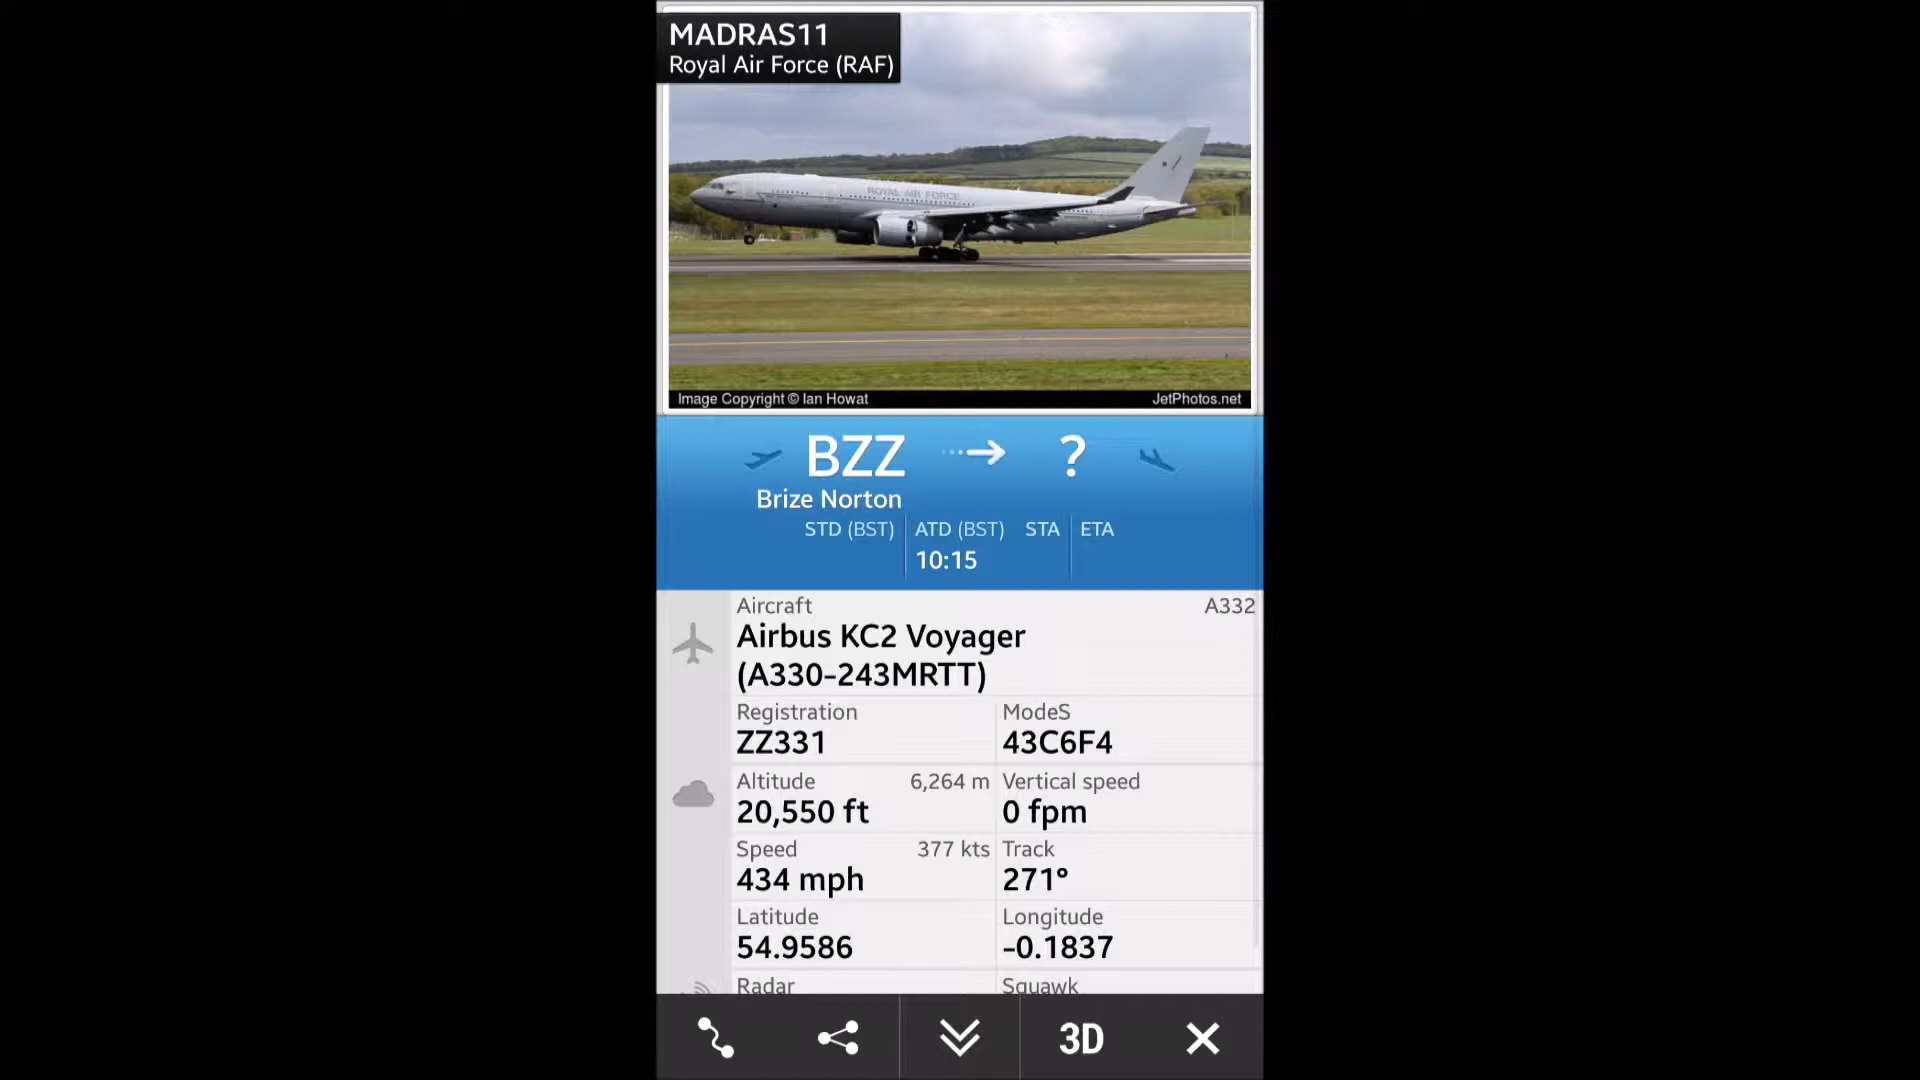 MADRAS11
Royal Air Force (RAF)
ROYAL AIR FORCE
Image Copyright © Ian Howat
JetPhotos.net
BZZ
?
Brize Norton
STD (BST)
ATD (BST)
STA
ETA
10:15
Aircraft
A332
Airbus KC2 Voyager
(A330-243MRTT)
Registration
ModeS
ZZ331
43C6F4
Altitude
6,264 m
Vertical speed
20,550 ft
0 fpm
Speed
377 kts
Track
434 mph
271°
Latitude
Longitude
54.9586
-0.1837
Radar
Squawk
3D